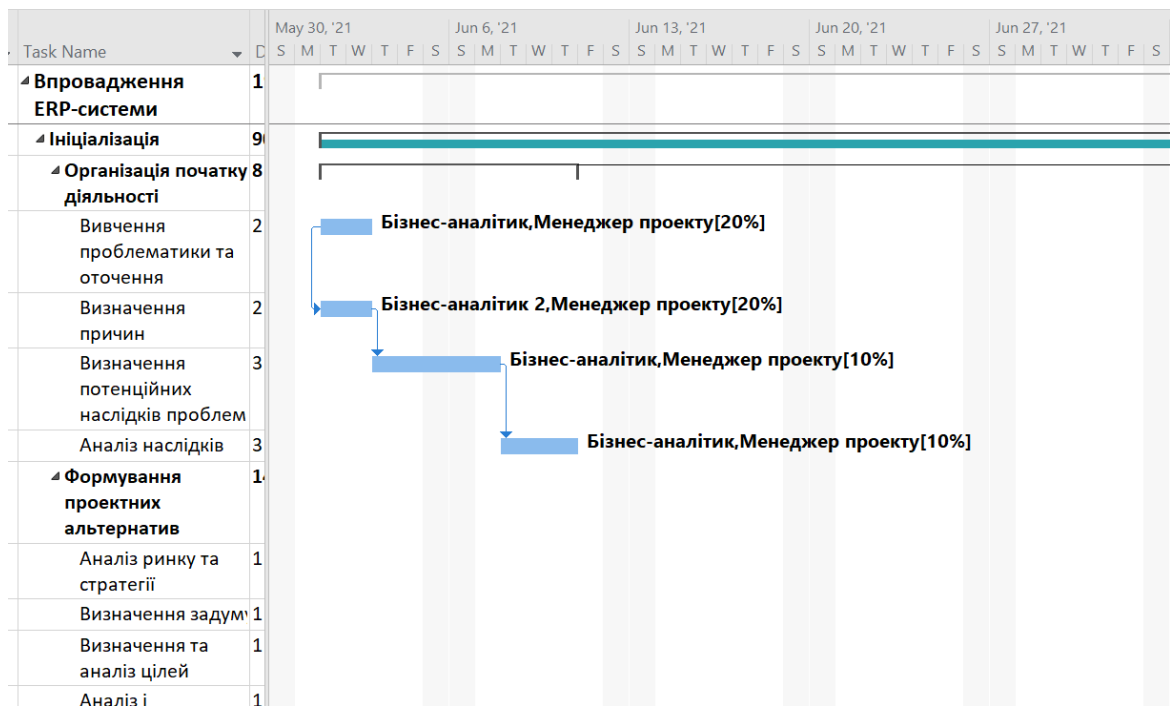 May 30, '21 Jun 6, '21 Jun 13, '21 Jun 20, '21 Jun 27, '21
Task Name D S M T W T F S S M T W T F S S M T W T F S S M T W T F S S M T W T F S
Впровадження 1
ERP-системи
Ініціалізація 90
Організація початку 8
діяльності
Вивчення 2 Бізнес-аналітик,Менеджер проекту[20%]
проблематики та
оточення
Визначення 2 Бізнес-аналітик 2,Менеджер проекту[20%]
причин
Визначення 3 Бізнес-аналітик,Менеджер проекту[10%]
потенційних
наслідків проблем
Аналіз наслідків 3 Бізнес-аналітик,Менеджер проекту[10%]
Формування 14
проектних
альтернатив
Аналіз ринку та 1
стратегії
Визначення задуму 1
Визначення та 1
аналіз цілей
Аналіз і 1